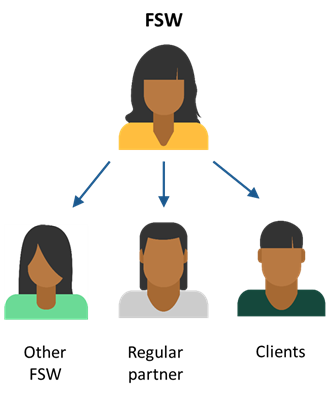 FSW
Other
FSW
Regular
partner
Clients